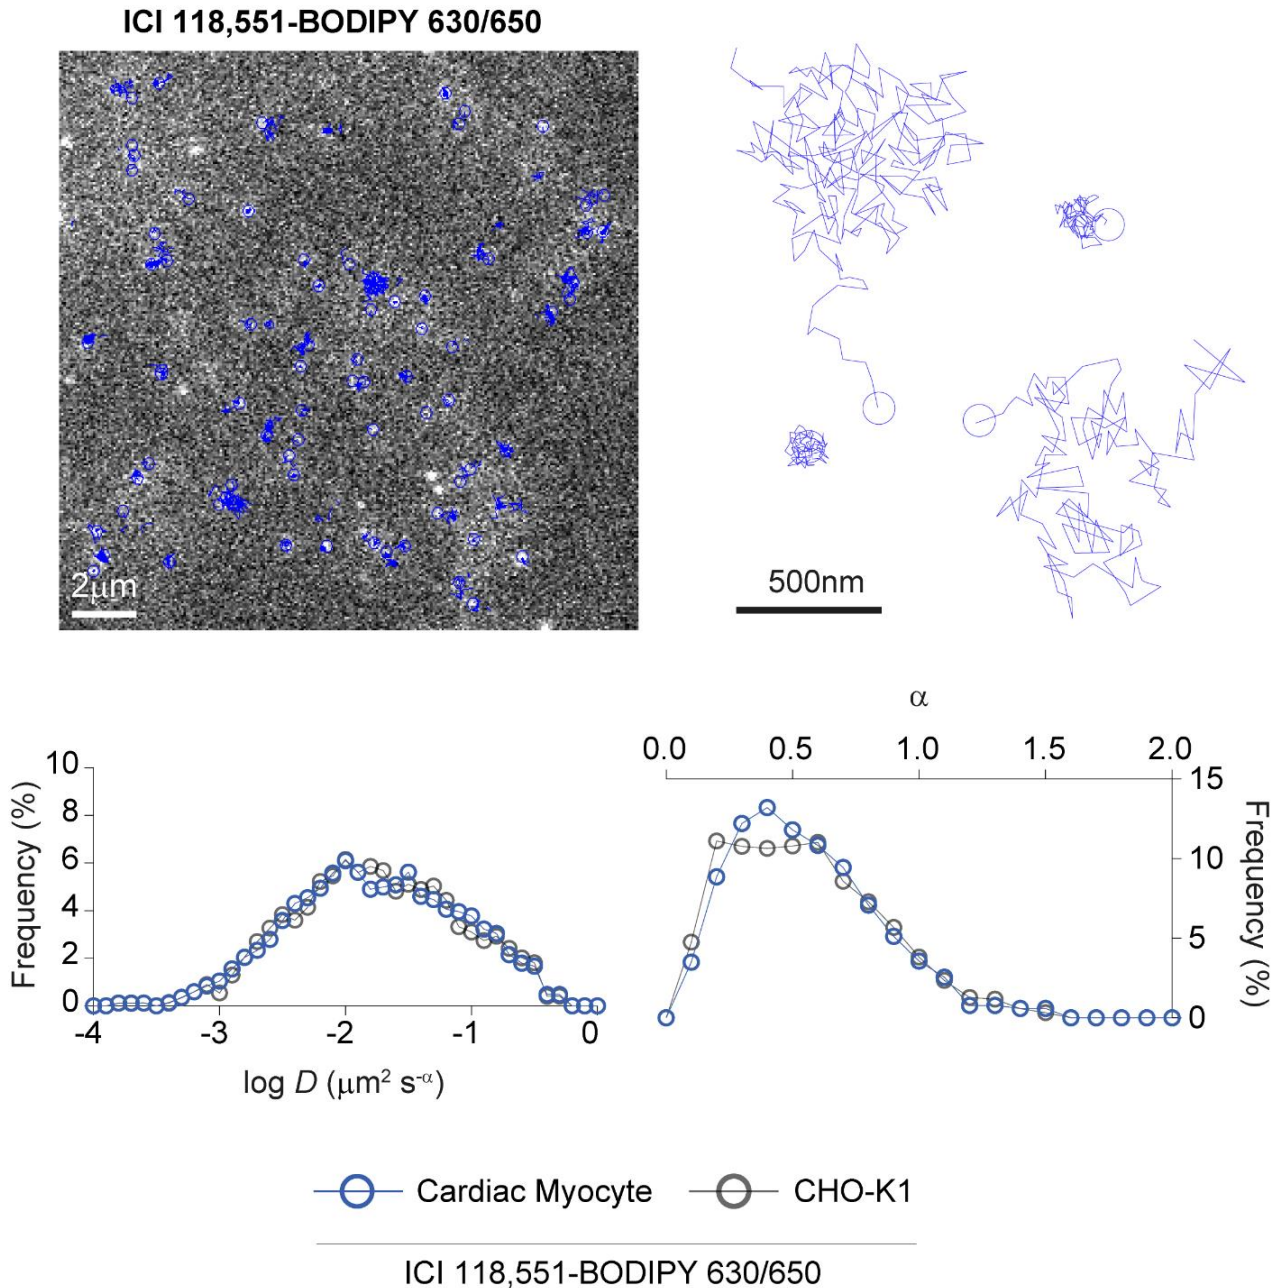 ICI 118,551-BODIPY 630/650
2μm
500nm
α
0.0 0.5 1.0 1.5 2.0
10
8
6
4
2
0
Frequency (%)
-4 -3 -2 -1 0
log D (μm² s⁻ᵅ)
15
10
5
0
Frequency (%)
Cardiac Myocyte CHO-K1
ICI 118,551-BODIPY 630/650